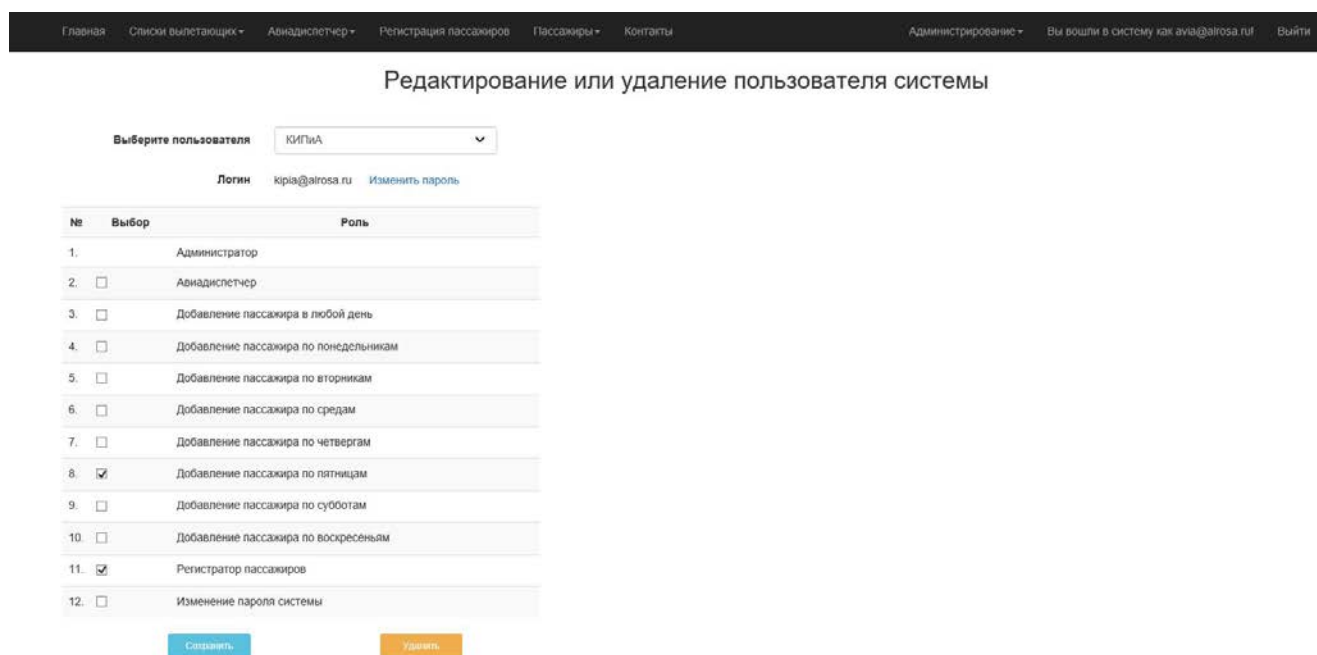 Главная Списки вылетающих Авиадиспетчер Регистрация пассажиров Пассажиры Контакты Администрирование Вы вошли в систему как avia@alrosa.ru! Выйти
Редактирование или удаление пользователя системы
Выберите пользователя КИПиА
Логин kipia@alrosa.ru Изменить пароль
№ Выбор Роль
1. Администратор
2. Авиадиспетчер
3. Добавление пассажира в любой день
4. Добавление пассажира по понедельникам
5. Добавление пассажира по вторникам
6. Добавление пассажира по средам
7. Добавление пассажира по четвергам
8. Добавление пассажира по пятницам
9. Добавление пассажира по субботам
10. Добавление пассажира по воскресеньям
11. Регистратор пассажиров
12. Изменение пароля системы
Сохранить Удалить